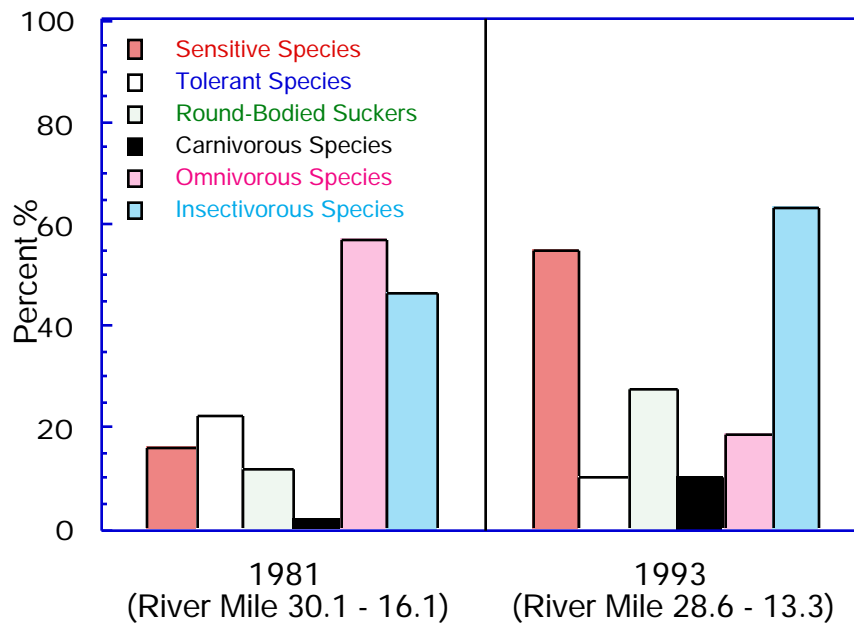 100
80
60
40
20
0
Percent %
Sensitive Species
Tolerant Species
Round-Bodied Suckers
Carnivorous Species
Omnivorous Species
Insectivorous Species
1981
(River Mile 30.1 - 16.1)
1993
(River Mile 28.6 - 13.3)